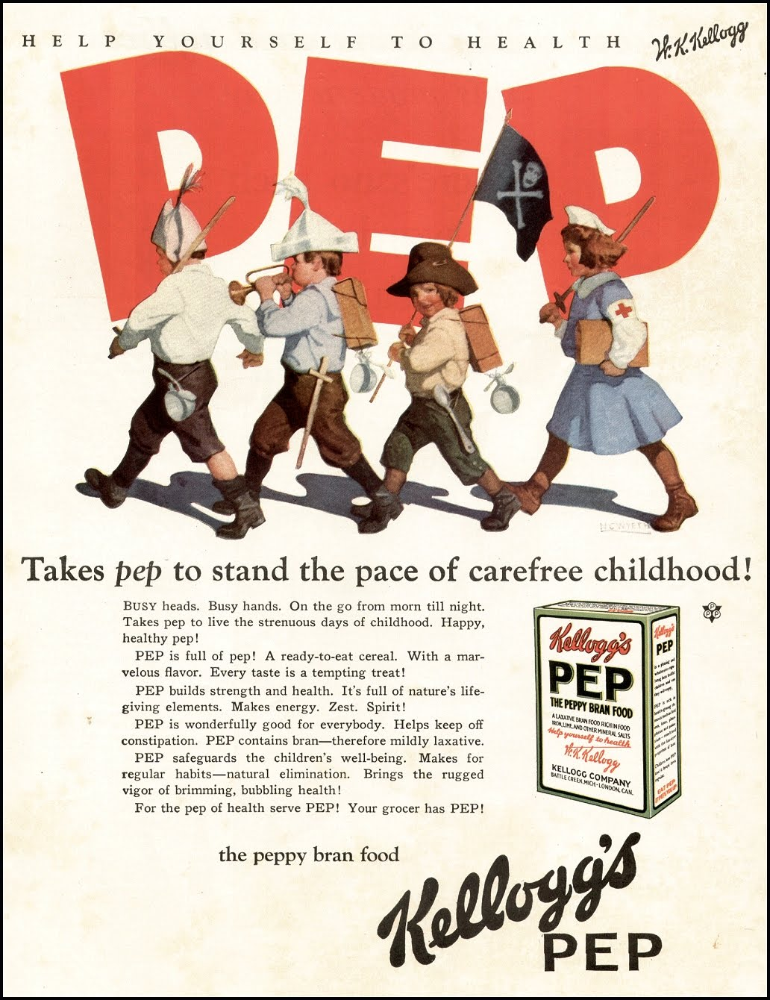 HELP YOURSELF TO HEALTH
W. K. Kellogg
PEP
N.C. WYETH
Takes pep to stand the pace of carefree childhood!
BUSY heads. Busy hands. On the go from morn till night.
Takes pep to live the strenuous days of childhood. Happy,
healthy pep!
PEP is full of pep! A ready-to-eat cereal. With a mar-
velous flavor. Every taste is a tempting treat!
PEP builds strength and health. It's full of nature's life-
giving elements. Makes energy. Zest. Spirit!
PEP is wonderfully good for everybody. Helps keep off
constipation. PEP contains bran—therefore mildly laxative.
PEP safeguards the children's well-being. Makes for
regular habits—natural elimination. Brings the rugged
vigor of brimming, bubbling health!
For the pep of health serve PEP! Your grocer has PEP!
Kellogg's
PEP
THE PEPPY BRAN FOOD
A LAXATIVE BRAN FOOD RICH IN FOOD
IRON, LIME, AND OTHER MINERAL SALTS
Help yourself to health
W. K. Kellogg
KELLOGG COMPANY
BATTLE CREEK, MICH.-LONDON, CAN.
Kellogg's
PEP
P
P P
the peppy bran food
Kellogg's
PEP